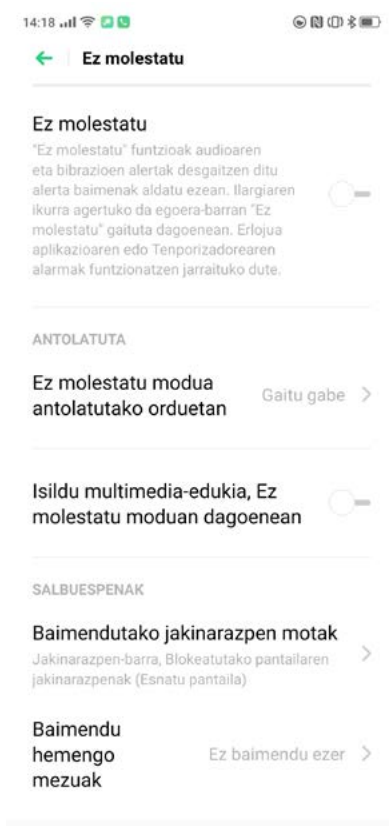 14:18
Ez molestatu
Ez molestatu
"Ez molestatu" funtzioak audioaren
eta bibrazioen alertak desgaitzen ditu
alerta baimenak aldatu ezean. Ilargiaren
ikurra agertuko da egoera-barran "Ez
molestatu" gaituta dagoenean. Erlojua
aplikazioaren edo Tenporizadorearen
alarmak funtzionatzen jarraituko dute.
ANTOLATUTA
Ez molestatu modua
antolatutako orduetan
Gaitu gabe
Isildu multimedia-edukia, Ez
molestatu moduan dagoenean
SALBUESPENAK
Baimendutako jakinarazpen motak
Jakinarazpen-barra, Blokeatutako pantailaren
jakinarazpenak (Esnatu pantaila)
Baimendu
hemengo
mezuak
Ez baimendu ezer